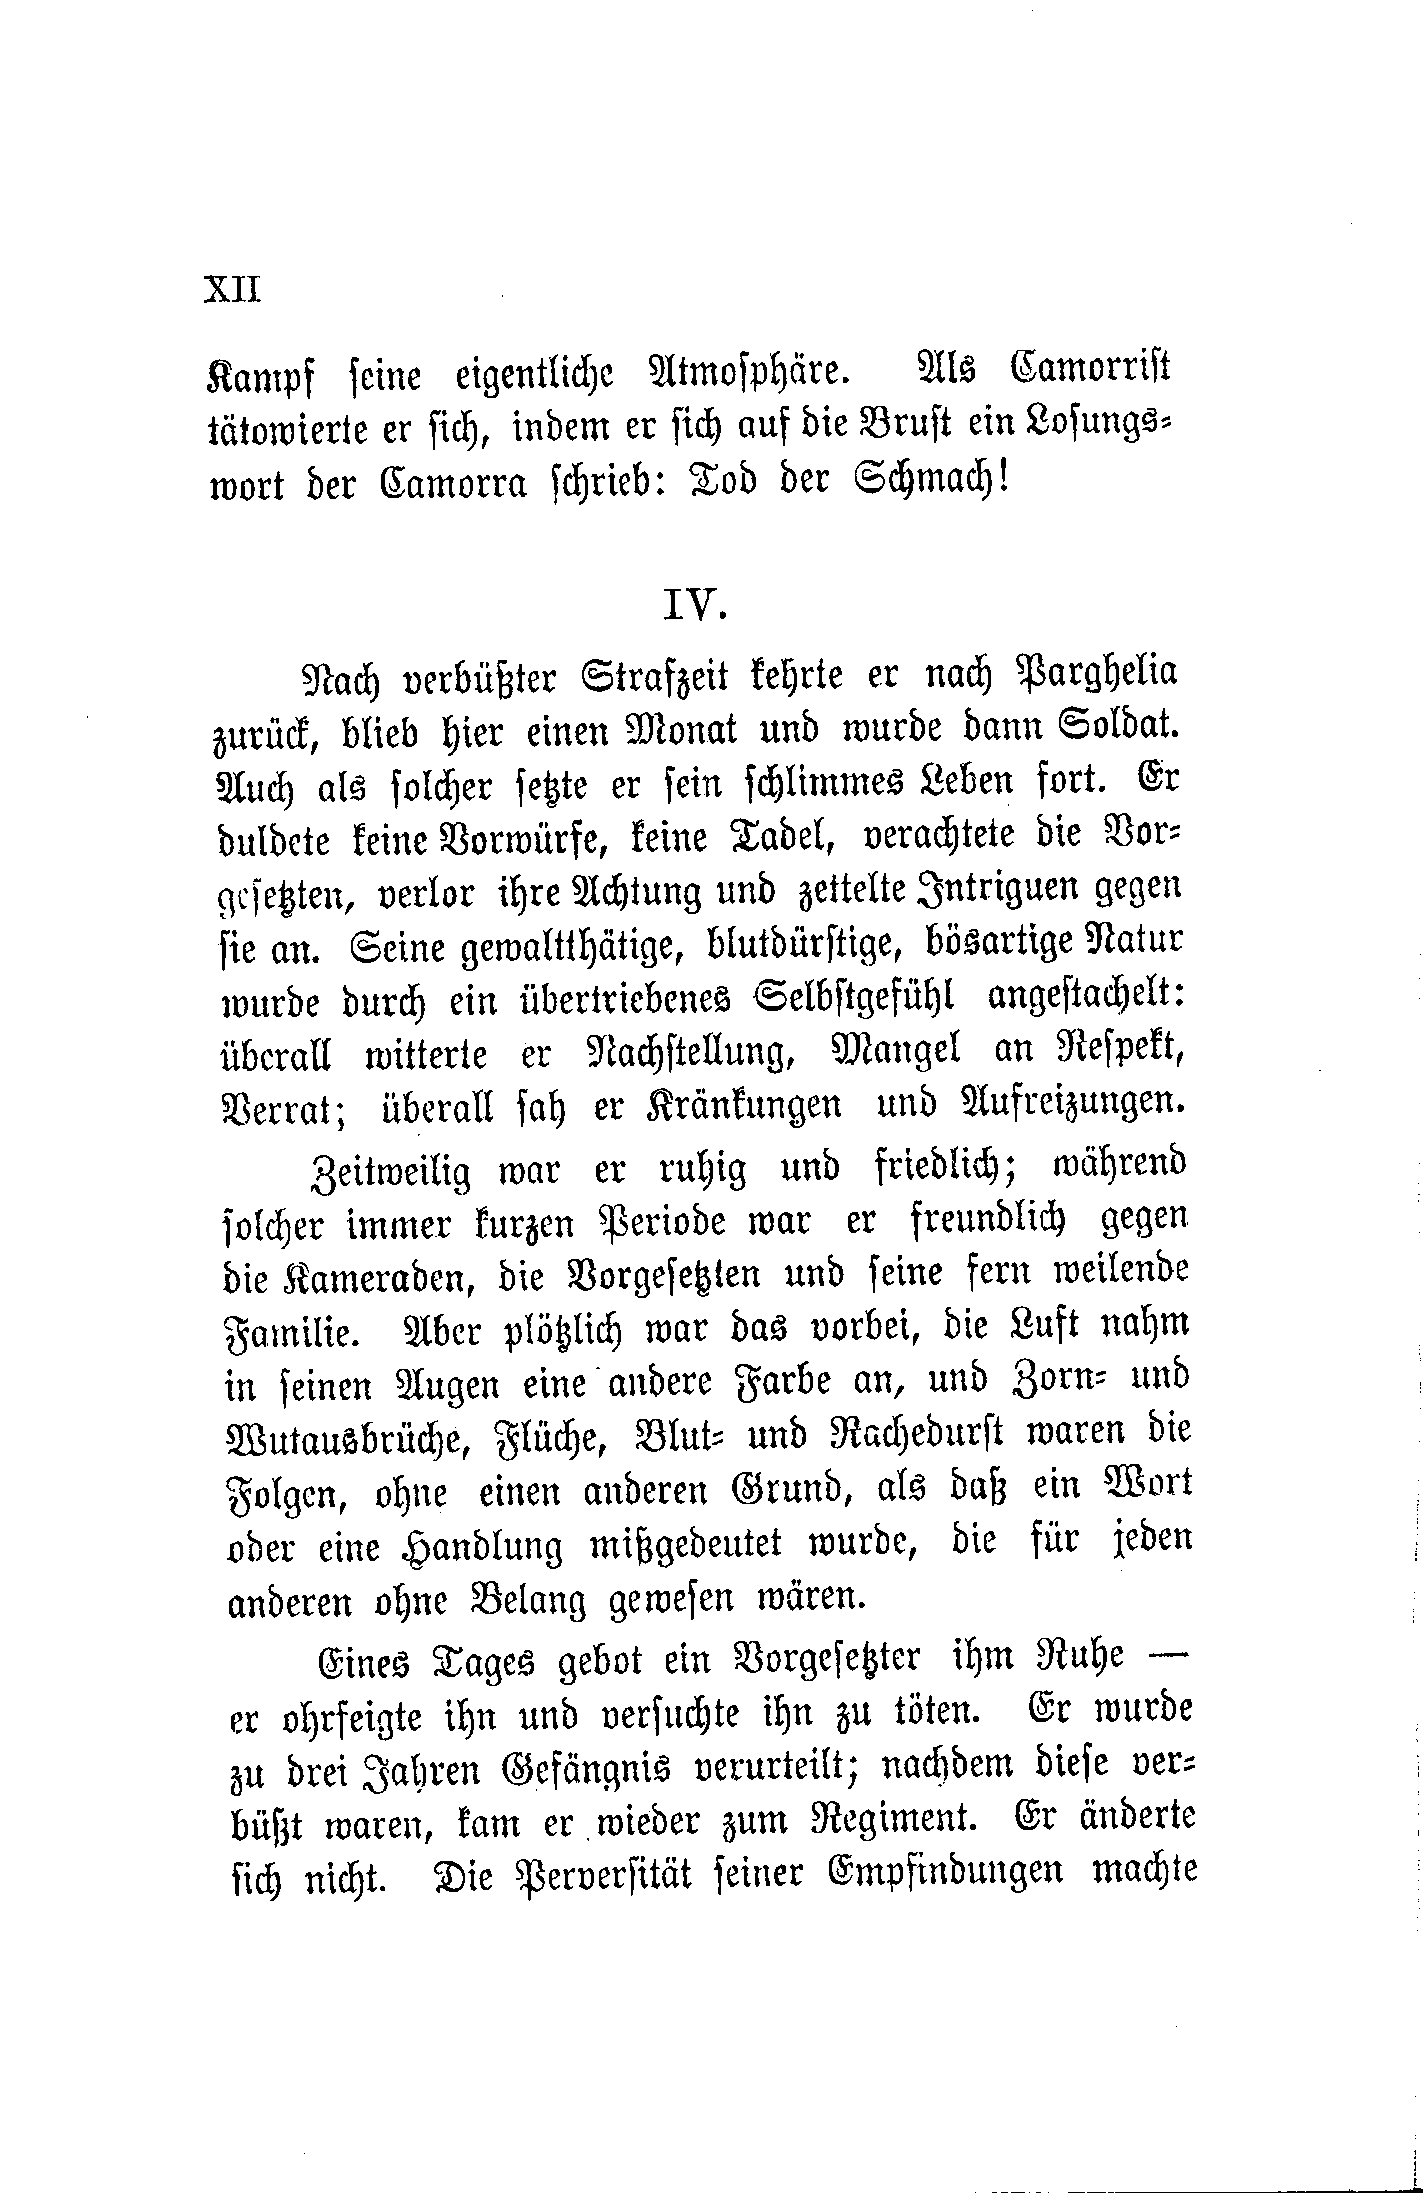 XII
Kampf seine eigentliche Atmosphäre. Als Camorrist
tätowierte er sich, indem er sich auf die Brust ein Losungs-
wort der Camorra schrieb: Tod der Schmach!
IV.
Nach verbüßter Strafzeit kehrte er nach Parghelia
zurück, blieb hier einen Monat und wurde dann Soldat.
Auch als solcher setzte er sein schlimmes Leben fort. Er
duldete keine Vorwürfe, keine Tadel, verachtete die Vor-
gesetzten, verlor ihre Achtung und zettelte Intriguen gegen
sie an. Seine gewaltthätige, blutdürstige, bösartige Natur
wurde durch ein übertriebenes Selbstgefühl angestachelt:
überall witterte er Nachstellung, Mangel an Respekt,
Verrat; überall sah er Kränkungen und Aufreizungen.
Zeitweilig war er ruhig und friedlich; während
solcher immer kurzen Periode war er freundlich gegen
die Kameraden, die Vorgesetzten und seine fern weilende
Familie. Aber plötzlich war das vorbei, die Luft nahm
in seinen Augen eine andere Farbe an, und Zorn- und
Wutausbrüche, Flüche, Blut- und Rachedurst waren die
Folgen, ohne einen anderen Grund, als daß ein Wort
oder eine Handlung mißgedeutet wurde, die für jeden
anderen ohne Belang gewesen wären.
Eines Tages gebot ein Vorgesetzter ihm Ruhe —
er ohrfeigte ihn und versuchte ihn zu töten. Er wurde
zu drei Jahren Gefängnis verurteilt; nachdem diese ver-
büßt waren, kam er wieder zum Regiment. Er änderte
sich nicht. Die Perversität seiner Empfindungen machte